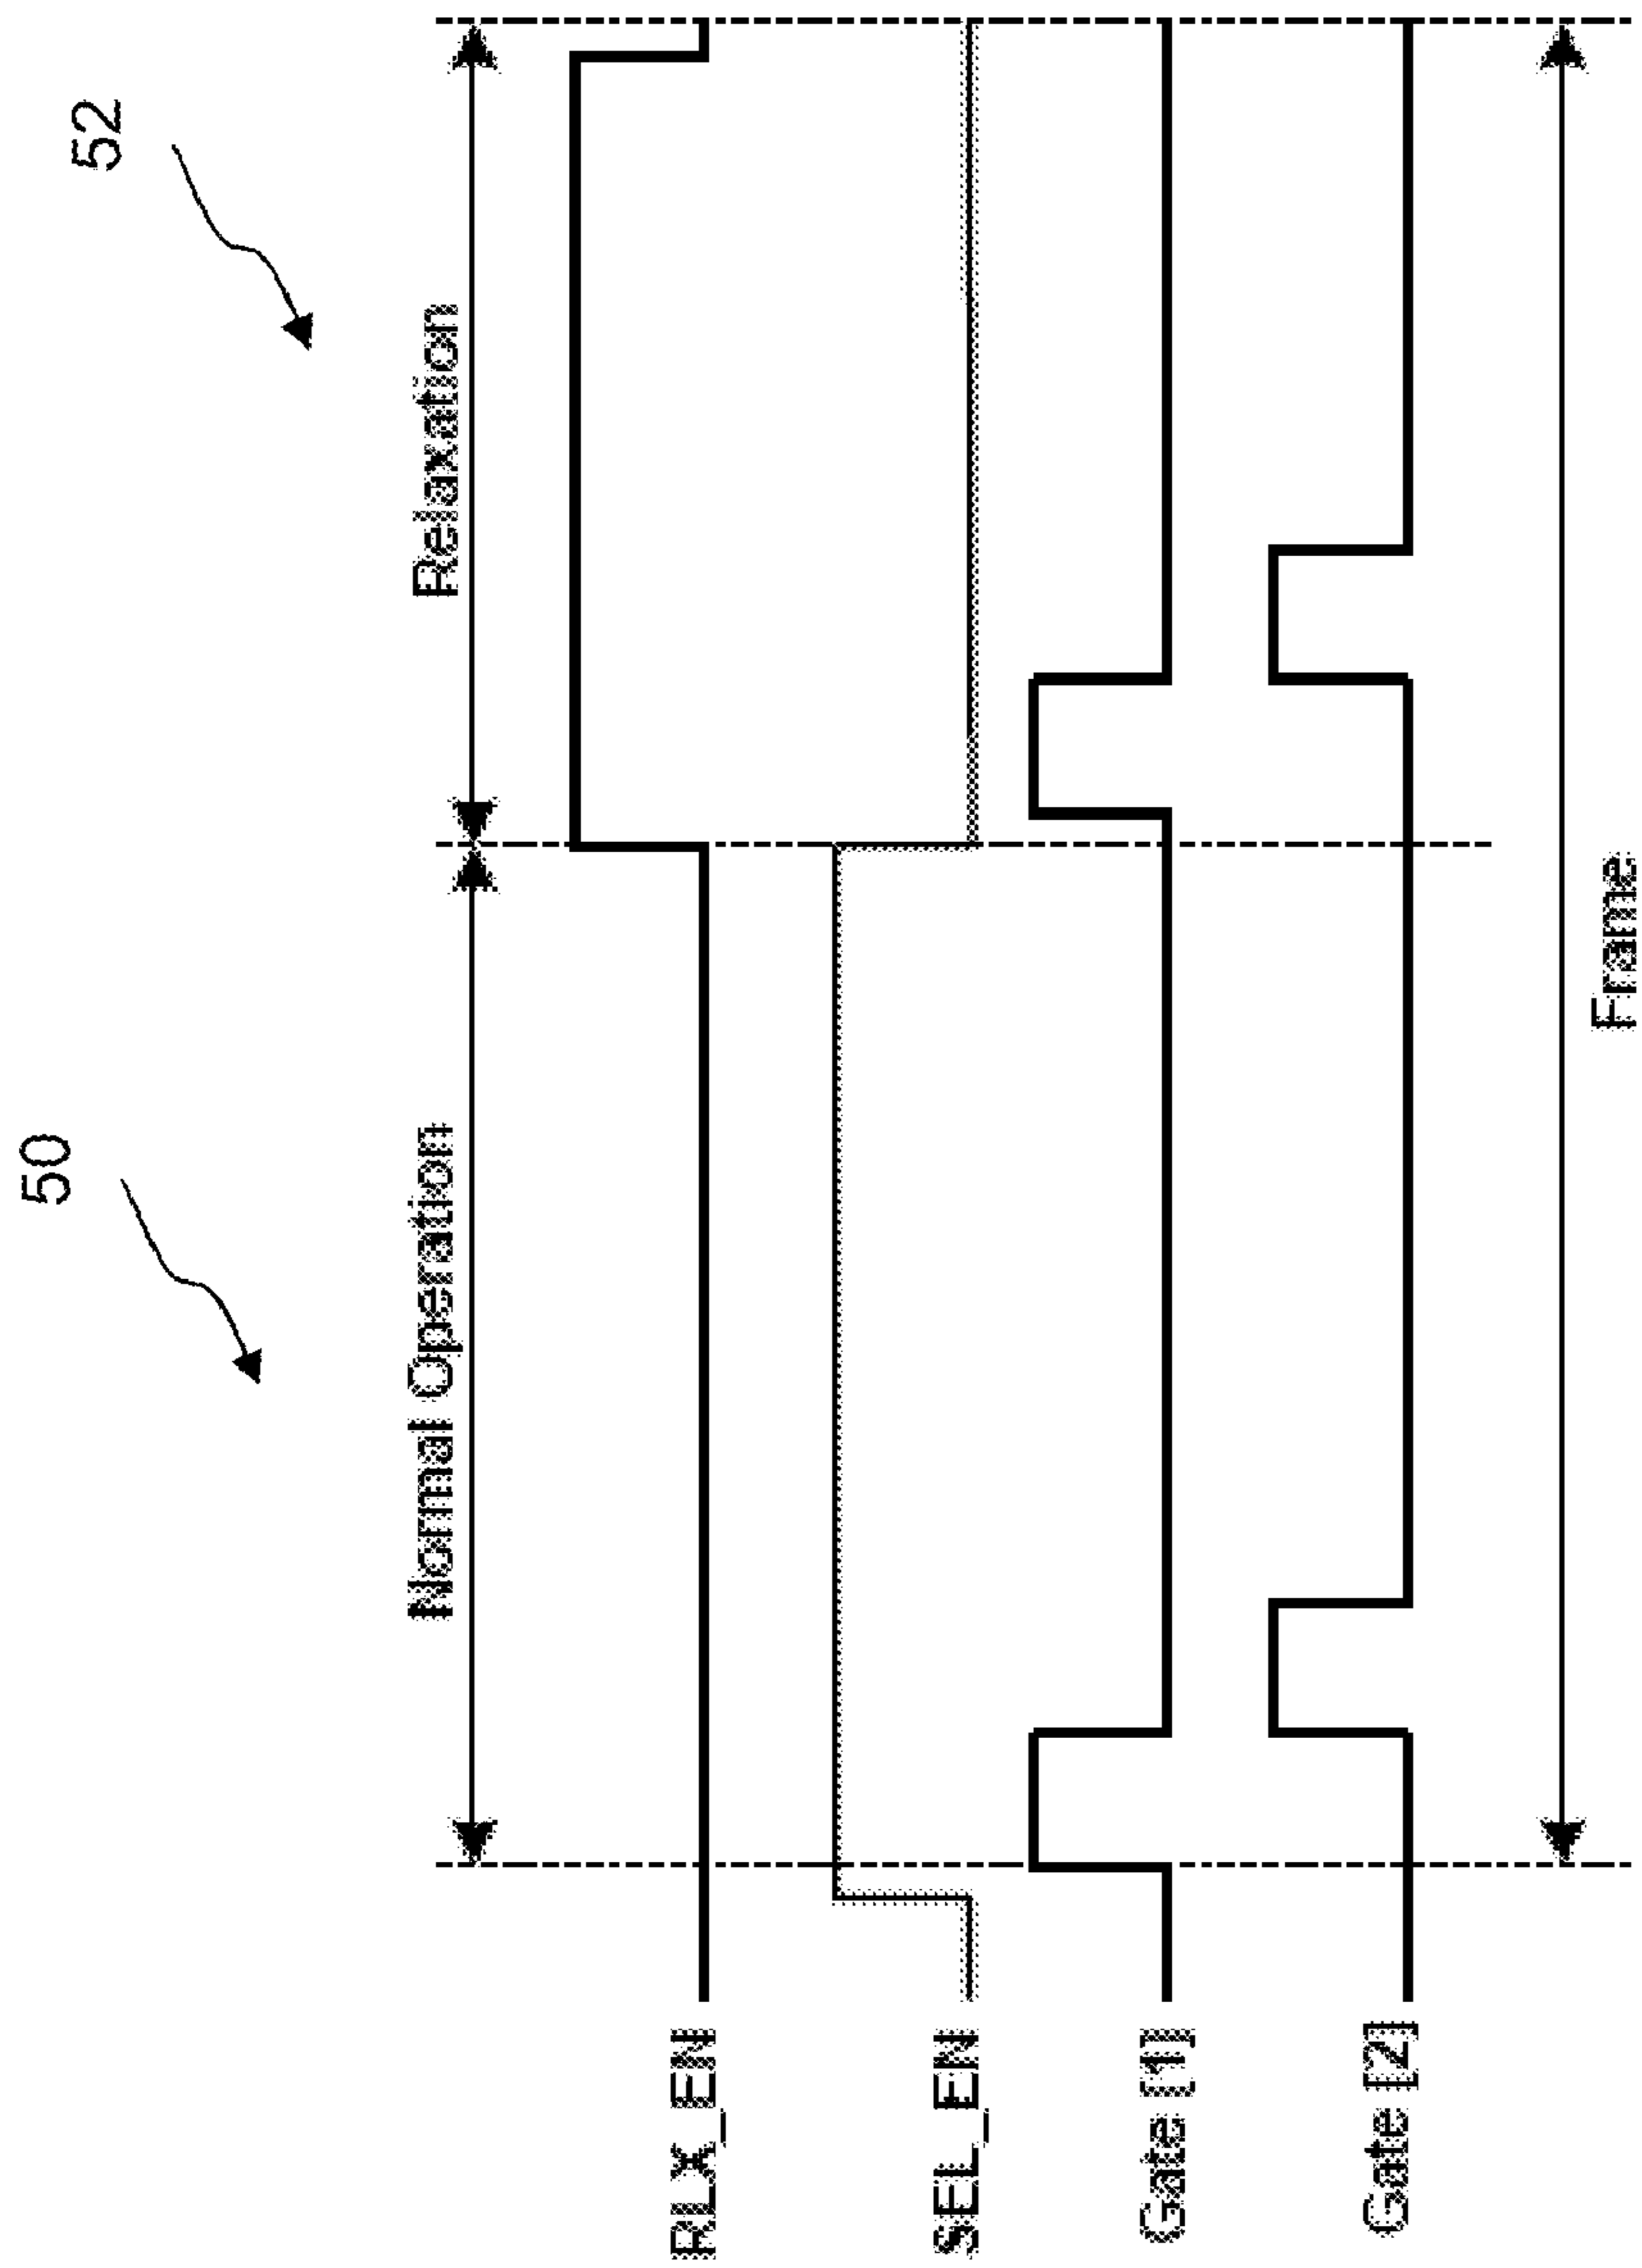 50
52
Normal Operation
Relaxation
RLX_EN
SEL_EN
Gate [1]
Gate [2]
Frame